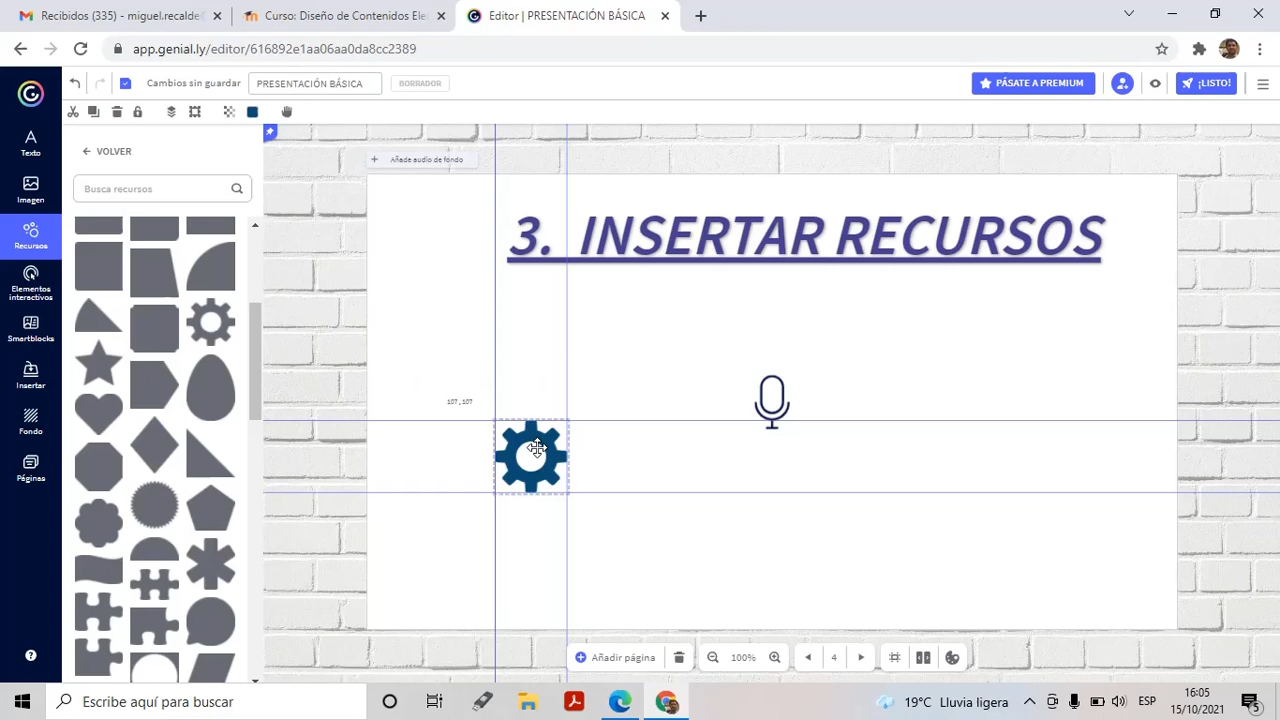 Recibidos (335) - miguel.recalde
Curso: Diseño de Contenidos Ele
Editor | PRESENTACIÓN BÁSICA
app.genial.ly/editor/616892e1aa06aa0da8cc2389
Cambios sin guardar
PRESENTACIÓN BÁSICA
BORRADOR
PÁSATE A PREMIUM
¡LISTO!
Texto
Imagen
Recursos
Elementos
interactivos
Smartblocks
Insertar
Fondo
Páginas
VOLVER
Busca recursos
Añade audio de fondo
3. INSERTAR RECURSOS
107 , 107
Añadir página
100%
4
Escribe aquí para buscar
19°C Lluvia ligera
ESP
16:05
15/10/2021
5